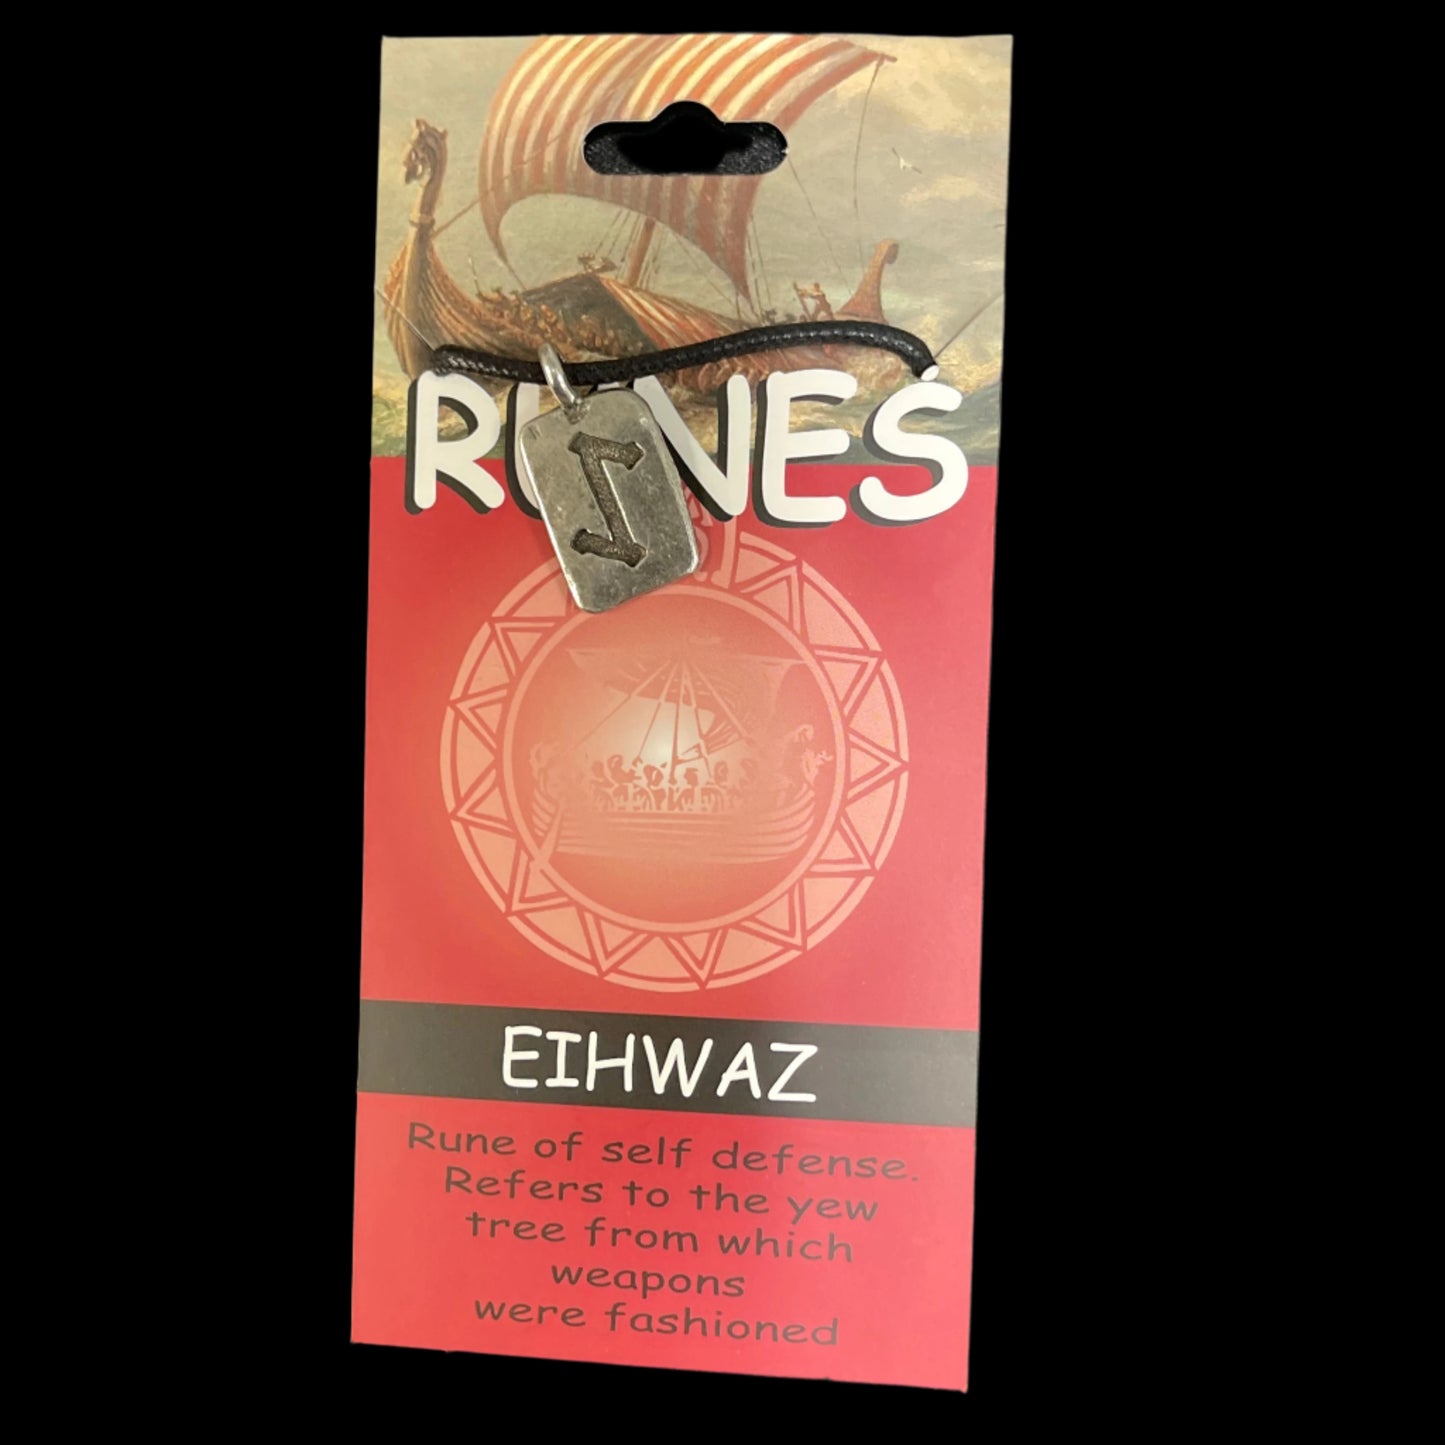 RUNES
EIHWAZ
Rune of self defense.
Refers to the yew
tree from which
weapons
were fashioned